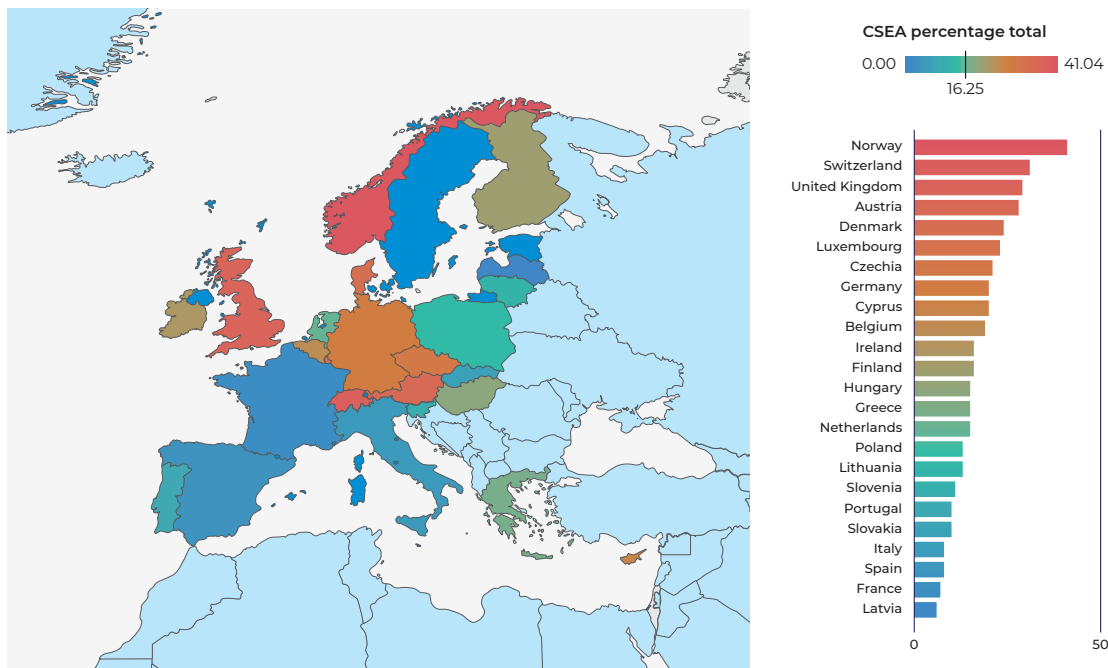 CSEA percentage total
0.00 41.04
16.25
Norway
Switzerland
United Kingdom
Austria
Denmark
Luxembourg
Czechia
Germany
Cyprus
Belgium
Ireland
Finland
Hungary
Greece
Netherlands
Poland
Lithuania
Slovenia
Portugal
Slovakia
Italy
Spain
France
Latvia
0 50